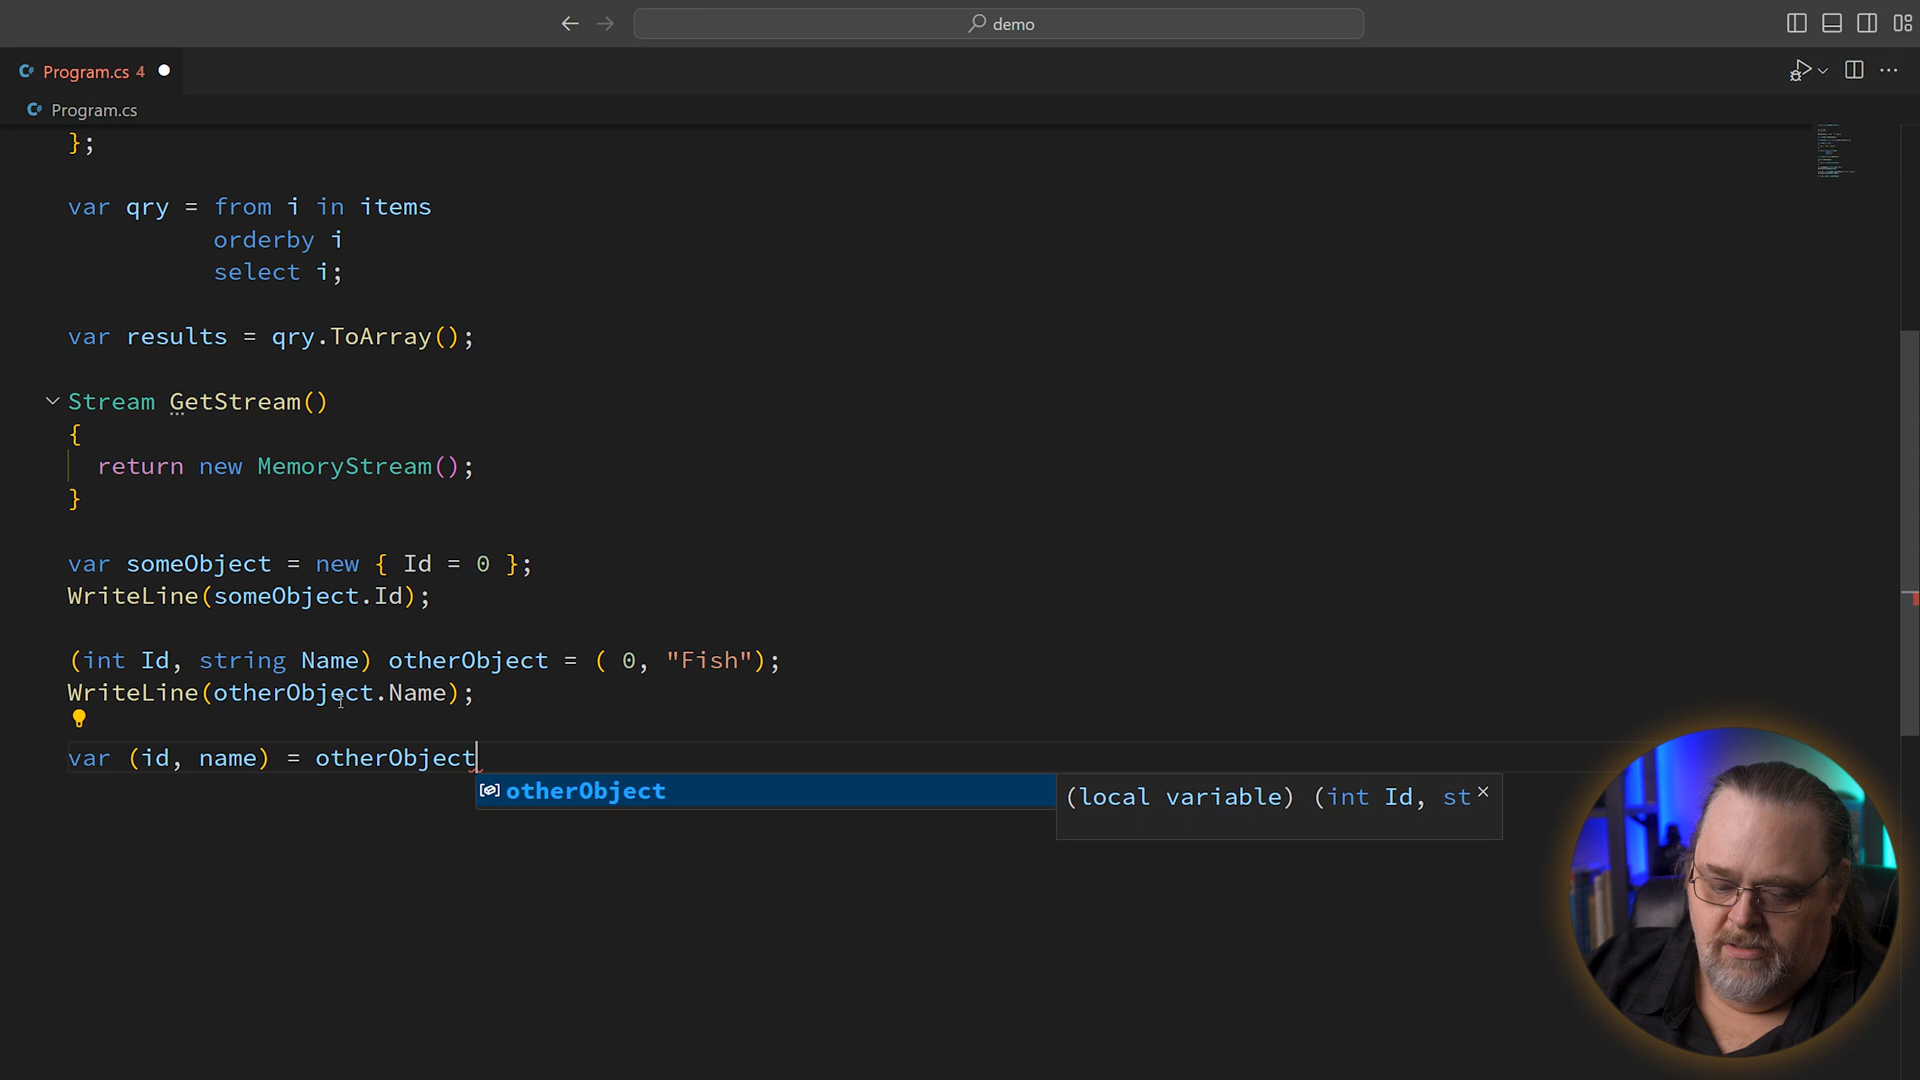 demo
Program.cs 4
Program.cs
};
var qry = from i in items
orderby i
select i;
var results = qry.ToArray();
Stream GetStream()
{
return new MemoryStream();
}
var someObject = new { Id = 0 };
WriteLine(someObject.Id);
(int Id, string Name) otherObject = ( 0, "Fish");
WriteLine(otherObject.Name);
var (id, name) = otherObject
otherObject
(local variable) (int Id, st